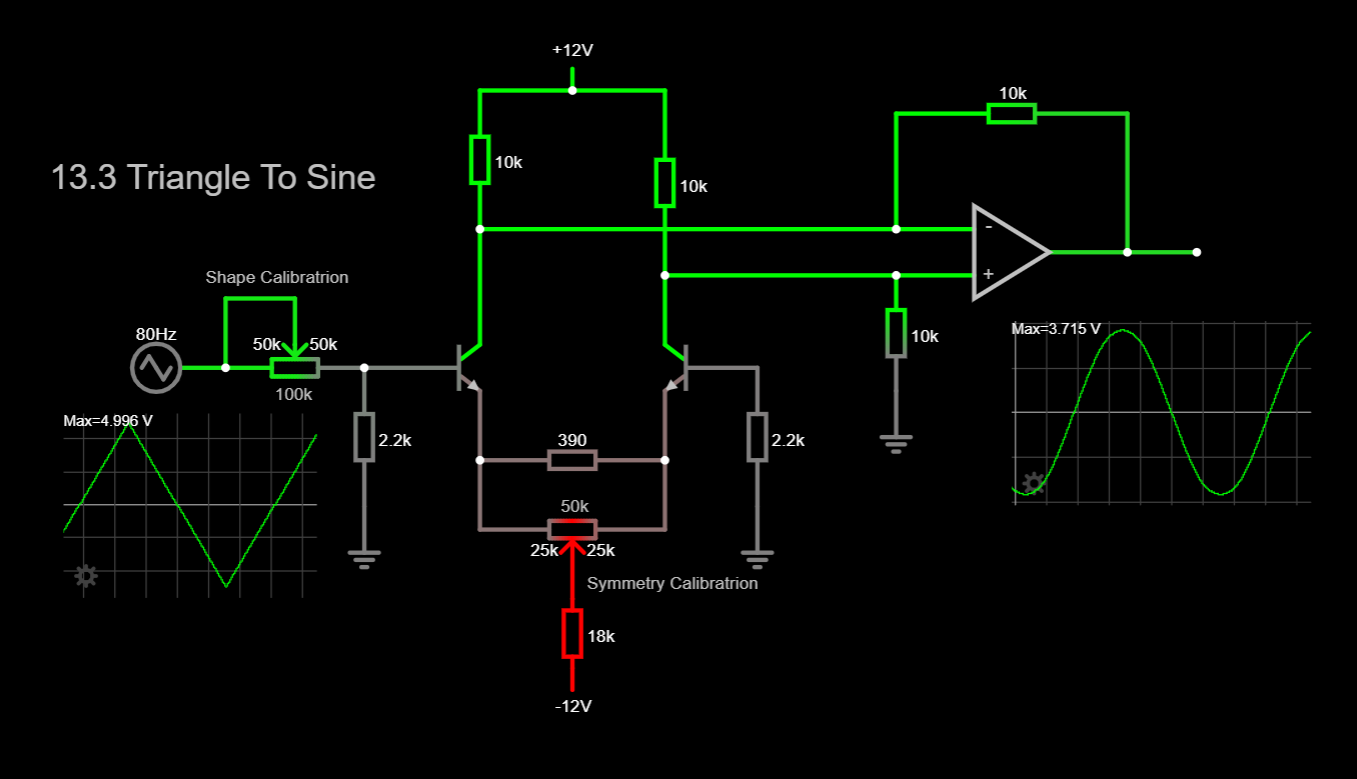 +12V
10k
10k
10k
13.3 Triangle To Sine
-
+
Shape Calibratrion
80Hz
50k
50k
100k
10k
Max=3.715 V
Max=4.996 V
2.2k
390
2.2k
50k
25k
25k
Symmetry Calibratrion
18k
-12V